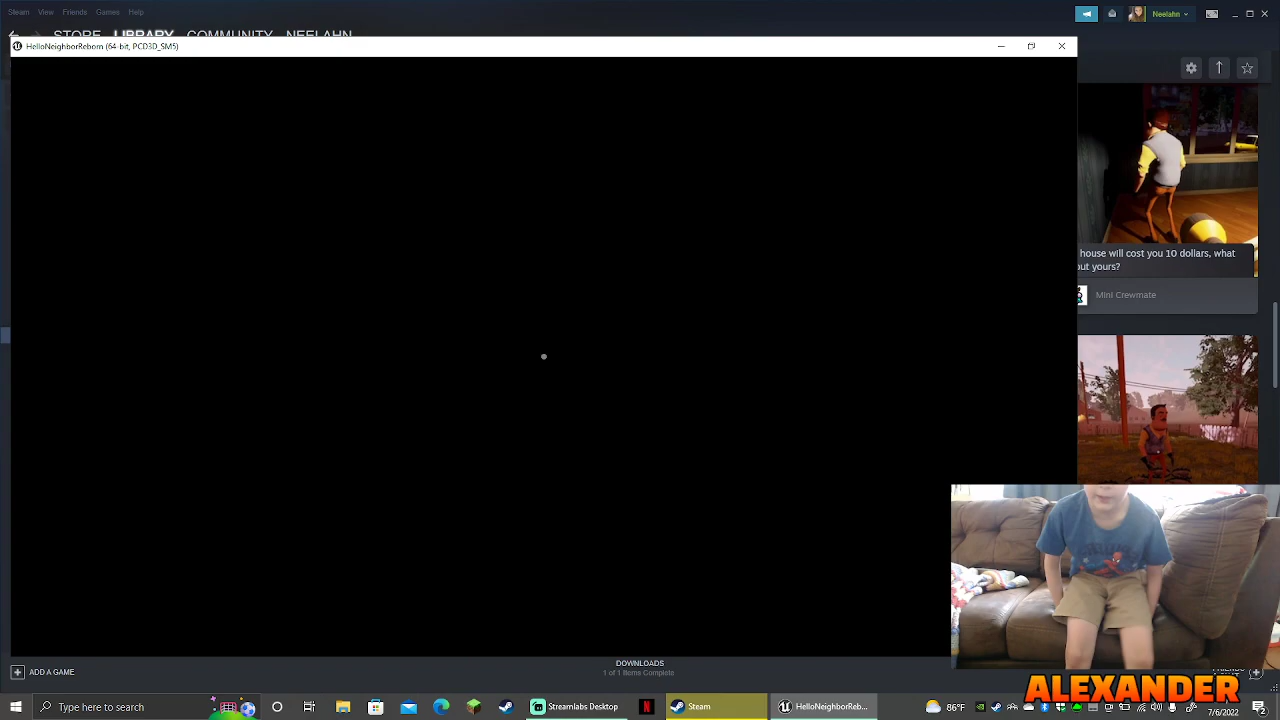 Steam View Friends Games Help
Neelahn
STORE LIBRARY COMMUNITY NEELAHN
HelloNeighborReborn (64-bit, PCD3D_SM5)
house will cost you 10 dollars, what
out yours?
Mini Crewmate
ADD A GAME
DOWNLOADS
1 of 1 Items Complete
ALEXANDER
Type here to search
Streamlabs Desktop
N
Steam
HelloNeighborReb...
86°F
7/6/2022